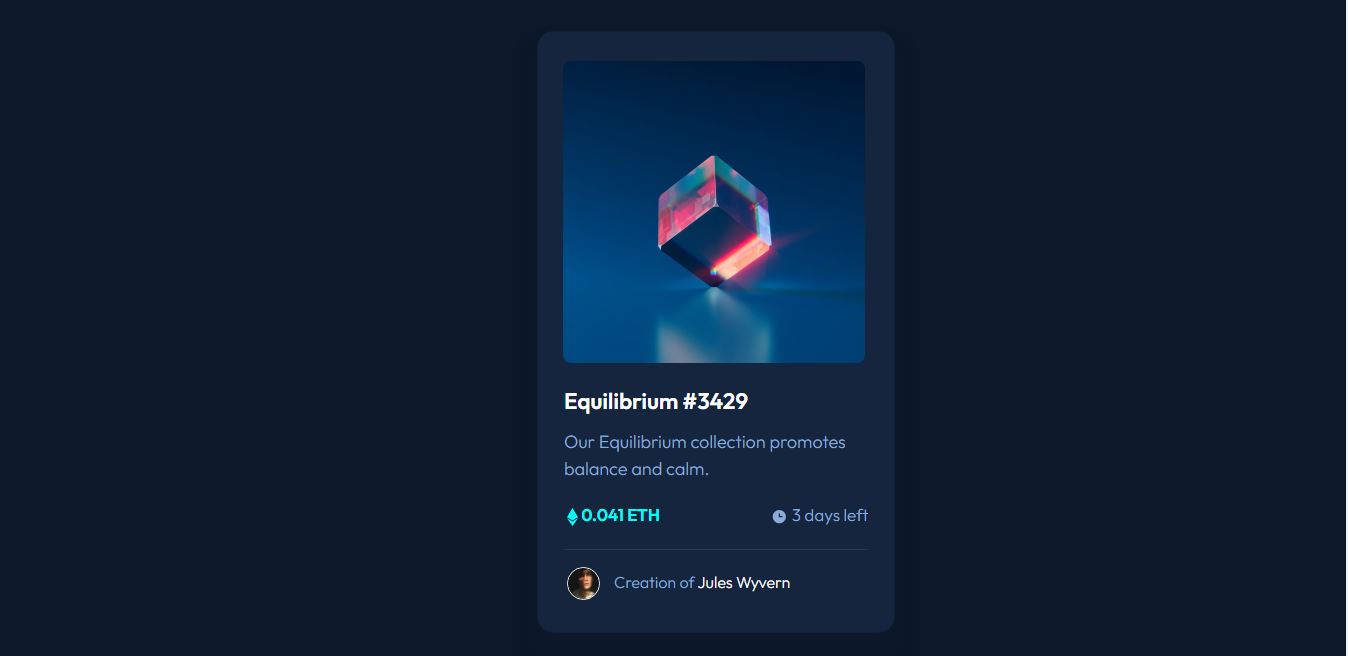 Equilibrium #3429
Our Equilibrium collection promotes
balance and calm.
0.041 ETH
3 days left
Creation of Jules Wyvern